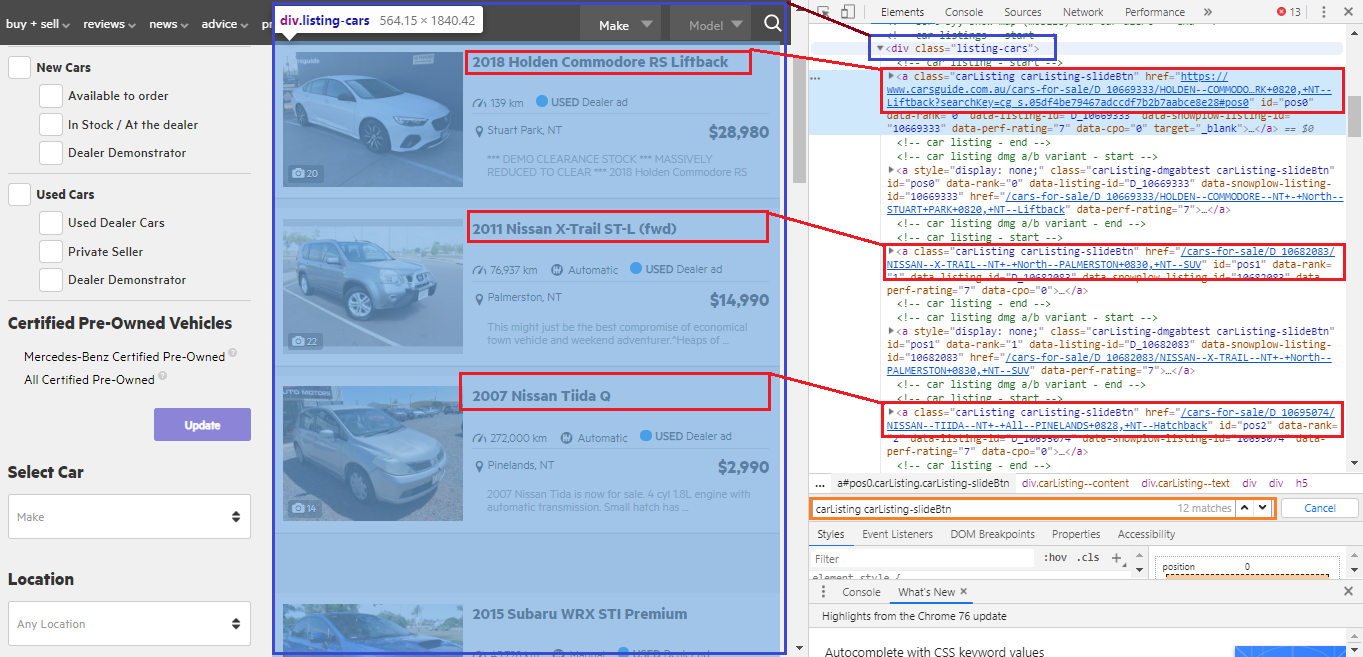 buy + sell reviews news advice
div.listing-cars 564.15 × 1840.42
Make
Model
New Cars
Available to order
In Stock / At the dealer
Dealer Demonstrator
Used Cars
Used Dealer Cars
Private Seller
Dealer Demonstrator
Certified Pre-Owned Vehicles
Mercedes-Benz Certified Pre-Owned ?
All Certified Pre-Owned ?
Update
Select Car
Make
Location
Any Location
2018 Holden Commodore RS Liftback
139 km USED Dealer ad
Stuart Park, NT
$28,980
*** DEMO CLEARANCE STOCK *** MASSIVELY
REDUCED TO CLEAR *** 2018 Holden Commodore RS
20
2011 Nissan X-Trail ST-L (fwd)
76,937 km Automatic USED Dealer ad
Palmerston, NT
$14,990
This might just be the best compromise of economical
town vehicle and weekend adventurer."Heaps of ...
22
2007 Nissan Tiida Q
272,000 km Automatic USED Dealer ad
Pinelands, NT
$2,990
2007 Nissan Tida is now for sale. 4 cyl 1.8L engine with
automatic transmission. Small hatch has ...
14
2015 Subaru WRX STI Premium
Elements Console Sources Network Performance » 13
<div class="listing-cars">
<!-- car listing - start -->
<a class="carListing carListing-slideBtn" href="https://
www.carsguide.com.au/cars-for-sale/D_10669333/HOLDEN--COMMODO…RK+0820,+NT--
Liftback?searchKey=cg_s.05df4be79467adccdf7b2b7aabce8e28#pos0" id="pos0"
data-rank="0" data-listing-id="D_10669333" data-snowplow-listing-id=
"10669333" data-perf-rating="7" data-cpo="0" target="_blank">…</a> == $0
<!-- car listing - end -->
<!-- car listing dmg a/b variant - start -->
<a style="display: none;" class="carListing-dmgabtest carListing-slideBtn"
id="pos0" data-rank="0" data-listing-id="D_10669333" data-snowplow-listing-
id="10669333" href="/cars-for-sale/D_10669333/HOLDEN--COMMODORE--NT+-+North--
STUART+PARK+0820,+NT--Liftback" data-perf-rating="7">…</a>
<!-- car listing dmg a/b variant - end -->
<!-- car listing - start -->
<a class="carListing carListing-slideBtn" href="/cars-for-sale/D_10682083/
NISSAN--X-TRAIL--NT+-+North--PALMERSTON+0830,+NT--SUV" id="pos1" data-rank=
"1" data-listing-id="D_10682083" data-snowplow-listing-id="10682083" data-
perf-rating="7" data-cpo="0">…</a>
<!-- car listing - end -->
<!-- car listing dmg a/b variant - start -->
<a style="display: none;" class="carListing-dmgabtest carListing-slideBtn"
id="pos1" data-rank="1" data-listing-id="D_10682083" data-snowplow-listing-
id="10682083" href="/cars-for-sale/D_10682083/NISSAN--X-TRAIL--NT+-+North--
PALMERSTON+0830,+NT--SUV" data-perf-rating="7">…</a>
<!-- car listing dmg a/b variant - end -->
<!-- car listing - start -->
<a class="carListing carListing-slideBtn" href="/cars-for-sale/D_10695074/
NISSAN--TIIDA--NT+-+All--PINELANDS+0828,+NT--Hatchback" id="pos2" data-rank=
"2" data-listing-id="D_10695074" data-snowplow-listing-id="10695074" data-
perf-rating="7" data-cpo="0">…</a>
<!-- car listing - end -->
... a#pos0.carListing.carListing-slideBtn div.carListing--content div.carListing--text div div h5
carListing carListing-slideBtn 12 matches Cancel
Styles Event Listeners DOM Breakpoints Properties Accessibility
Filter :hov .cls +
element.style {
position 0
Console What's New ×
Highlights from the Chrome 76 update
Autocomplete with CSS keyword values